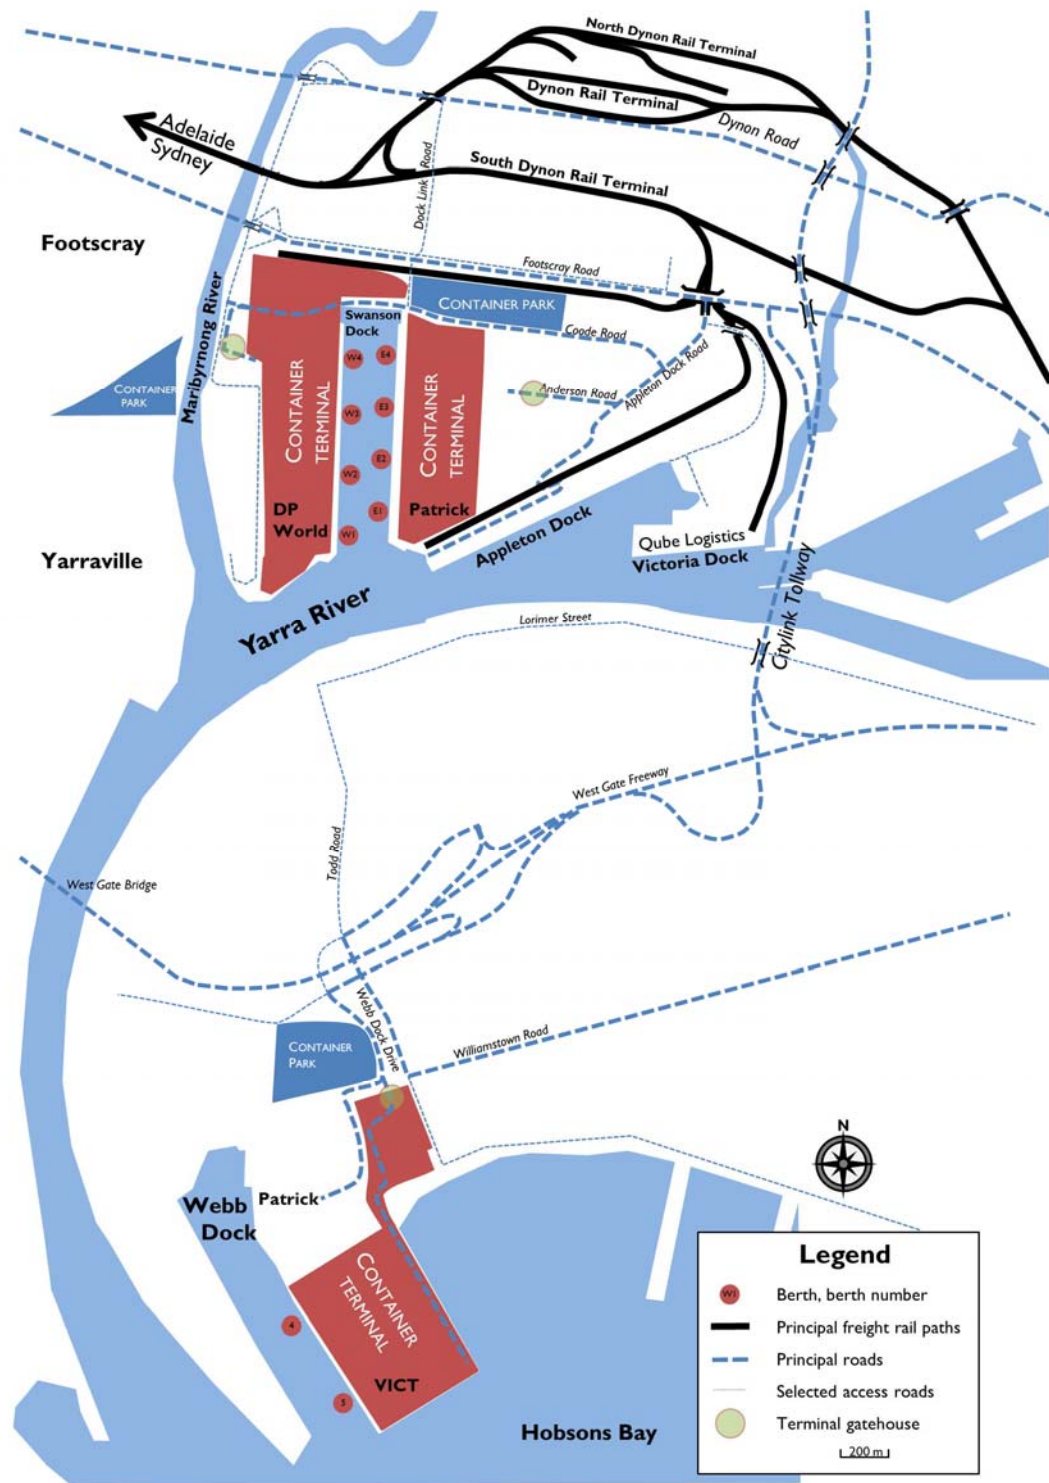 North Dynon Rail Terminal
Dynon Rail Terminal
Dynon Road
Adelaide
Sydney
South Dynon Rail Terminal
Dock Link Road
Footscray
Footscray Road
Maribyrnong River
CONTAINER PARK
Swanson
Dock
Coode Road
W4
E4
CONTAINER
PARK
CONTAINER
TERMINAL
CONTAINER
TERMINAL
Appleton Dock Road
Anderson Road
W3
E3
W2
E2
DP
World
E1
Patrick
W1
Appleton Dock
Qube Logistics
Victoria Dock
Yarraville
Yarra River
Lorimer Street
Citylink Tollway
West Gate Freeway
Todd Road
West Gate Bridge
Webb Dock Drive
Williamstown Road
CONTAINER
PARK
N
Webb
Dock
Patrick
CONTAINER
TERMINAL
4
VICT
5
Hobsons Bay
Legend
W1
Berth, berth number
Principal freight rail paths
Principal roads
Selected access roads
Terminal gatehouse
200 m